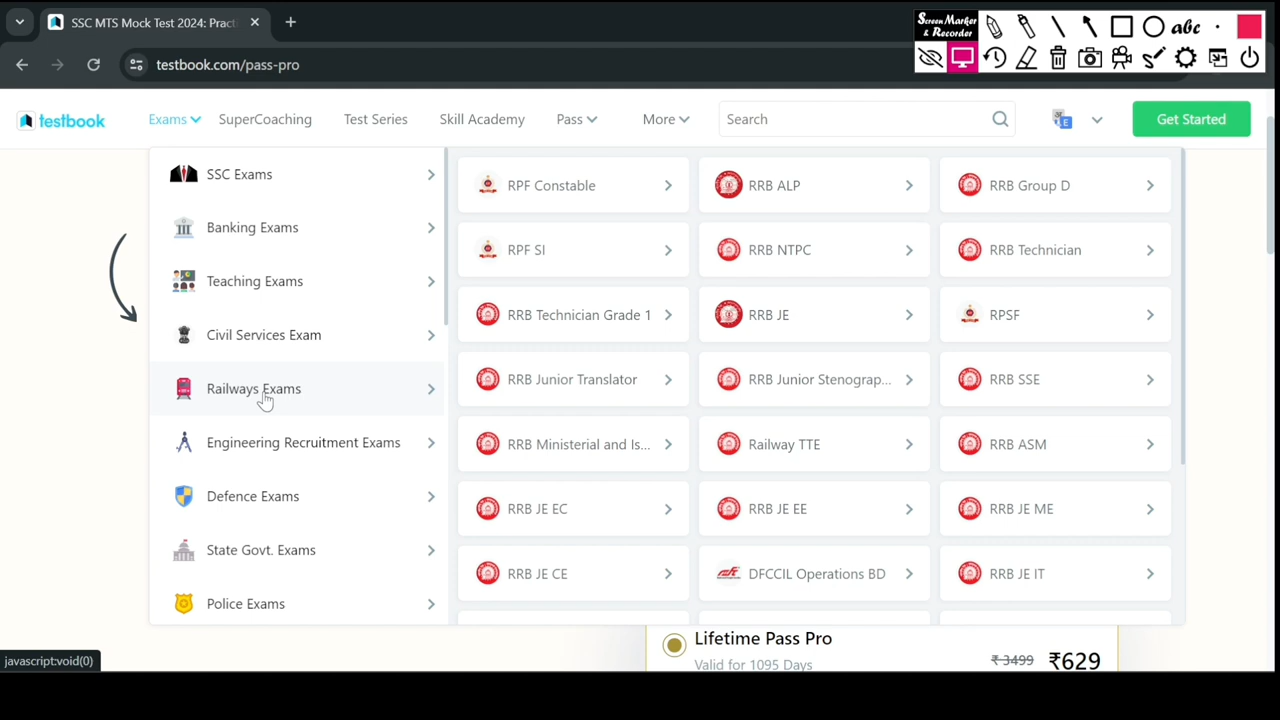 SSC MTS Mock Test 2024: Pract
Screen Marker
& Recorder
abc
testbook.com/pass-pro
testbook
Exams
SuperCoaching
Test Series
Skill Academy
Pass
More
Search
E
Get Started
SSC Exams
Banking Exams
Teaching Exams
Civil Services Exam
Railways Exams
Engineering Recruitment Exams
Defence Exams
State Govt. Exams
Police Exams
RPF Constable
RRB ALP
RRB Group D
RPF SI
RRB NTPC
RRB Technician
RRB Technician Grade 1
RRB JE
RPSF
RRB Junior Translator
RRB Junior Stenograp...
RRB SSE
RRB Ministerial and Is...
Railway TTE
RRB ASM
RRB JE EC
RRB JE EE
RRB JE ME
RRB JE CE
DFCCIL Operations BD
RRB JE IT
Lifetime Pass Pro
Valid for 1095 Days
₹ 3499 ₹629
javascript:void(0)